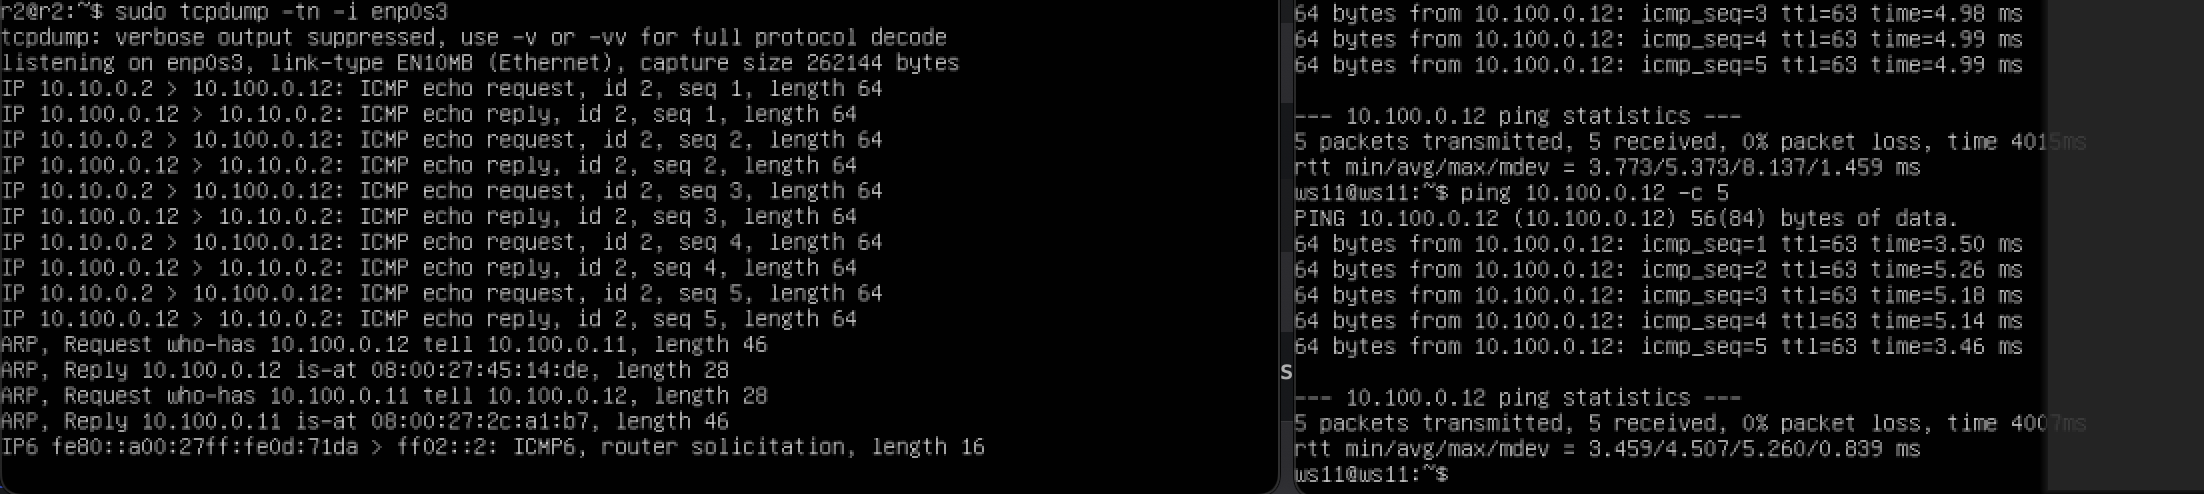 r2@r2:~$ sudo tcpdump -tn -i enp0s3
tcpdump: verbose output suppressed, use -v or -vv for full protocol decode
listening on enp0s3, link-type EN10MB (Ethernet), capture size 262144 bytes
IP 10.10.0.2 > 10.100.0.12: ICMP echo request, id 2, seq 1, length 64
IP 10.100.0.12 > 10.10.0.2: ICMP echo reply, id 2, seq 1, length 64
IP 10.10.0.2 > 10.100.0.12: ICMP echo request, id 2, seq 2, length 64
IP 10.100.0.12 > 10.10.0.2: ICMP echo reply, id 2, seq 2, length 64
IP 10.10.0.2 > 10.100.0.12: ICMP echo request, id 2, seq 3, length 64
IP 10.100.0.12 > 10.10.0.2: ICMP echo reply, id 2, seq 3, length 64
IP 10.10.0.2 > 10.100.0.12: ICMP echo request, id 2, seq 4, length 64
IP 10.100.0.12 > 10.10.0.2: ICMP echo reply, id 2, seq 4, length 64
IP 10.10.0.2 > 10.100.0.12: ICMP echo request, id 2, seq 5, length 64
IP 10.100.0.12 > 10.10.0.2: ICMP echo reply, id 2, seq 5, length 64
ARP, Request who-has 10.100.0.12 tell 10.100.0.11, length 46
ARP, Reply 10.100.0.12 is-at 08:00:27:45:14:de, length 28
ARP, Request who-has 10.100.0.11 tell 10.100.0.12, length 28
ARP, Reply 10.100.0.11 is-at 08:00:27:2c:a1:b7, length 46
IP6 fe80::a00:27ff:fe0d:71da > ff02::2: ICMP6, router solicitation, length 16
s
64 bytes from 10.100.0.12: icmp_seq=3 ttl=63 time=4.98 ms
64 bytes from 10.100.0.12: icmp_seq=4 ttl=63 time=4.99 ms
64 bytes from 10.100.0.12: icmp_seq=5 ttl=63 time=4.99 ms
--- 10.100.0.12 ping statistics ---
5 packets transmitted, 5 received, 0% packet loss, time 4015ms
rtt min/avg/max/mdev = 3.773/5.373/8.137/1.459 ms
ws11@ws11:~$ ping 10.100.0.12 -c 5
PING 10.100.0.12 (10.100.0.12) 56(84) bytes of data.
64 bytes from 10.100.0.12: icmp_seq=1 ttl=63 time=3.50 ms
64 bytes from 10.100.0.12: icmp_seq=2 ttl=63 time=5.26 ms
64 bytes from 10.100.0.12: icmp_seq=3 ttl=63 time=5.18 ms
64 bytes from 10.100.0.12: icmp_seq=4 ttl=63 time=5.14 ms
64 bytes from 10.100.0.12: icmp_seq=5 ttl=63 time=3.46 ms
--- 10.100.0.12 ping statistics ---
5 packets transmitted, 5 received, 0% packet loss, time 4007ms
rtt min/avg/max/mdev = 3.459/4.507/5.260/0.839 ms
ws11@ws11:~$